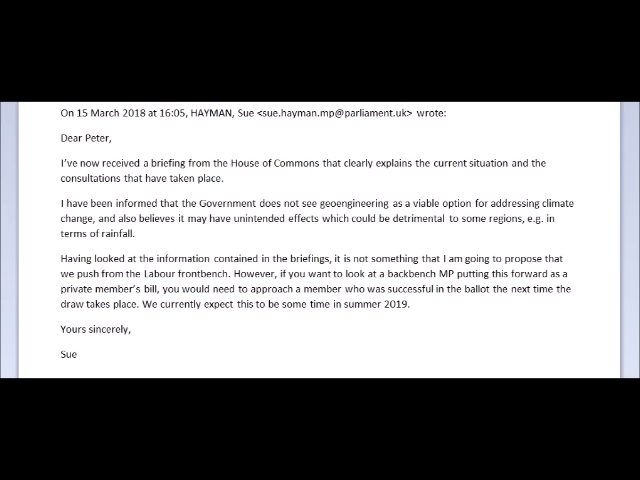 On 15 March 2018 at 16:05, HAYMAN, Sue <sue.hayman.mp@parliament.uk> wrote:
Dear Peter,
I've now received a briefing from the House of Commons that clearly explains the current situation and the
consultations that have taken place.
I have been informed that the Government does not see geoengineering as a viable option for addressing climate
change, and also believes it may have unintended effects which could be detrimental to some regions, e.g. in
terms of rainfall.
Having looked at the information contained in the briefings, it is not something that I am going to propose that
we push from the Labour frontbench. However, if you want to look at a backbench MP putting this forward as a
private member's bill, you would need to approach a member who was successful in the ballot the next time the
draw takes place. We currently expect this to be some time in summer 2019.
Yours sincerely,
Sue